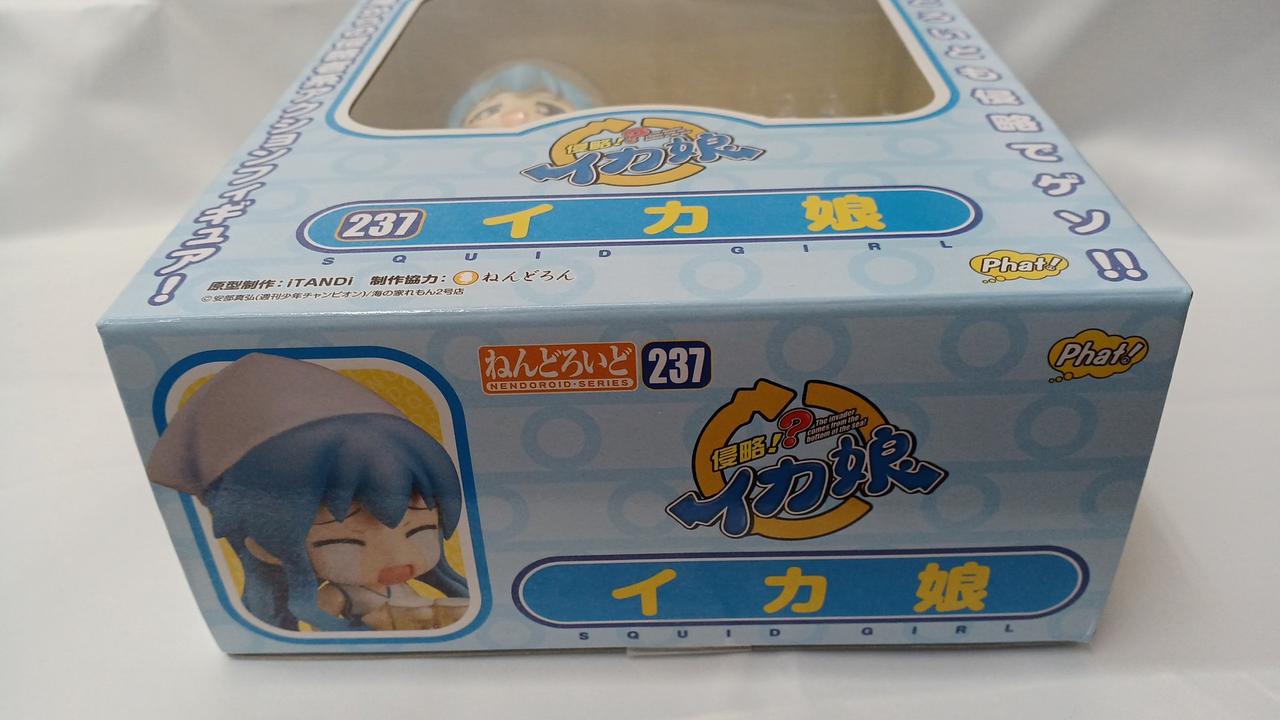 フィギュアー!
わ侵略でゲソ!!
侵略!?
イカ娘
237 イカ娘
SQUID GIRL
Phat!
原型制作:iTANDi 制作協力:ねんどろん
©安部真弘(週刊少年チャンピオン)/海の家れもん2号店
ねんどろいど 237
NENDOROID・SERIES
Phat!
侵略!?
The invader
comes from the
bottom of the sea!
イカ娘
イカ娘
SQUID GIRL